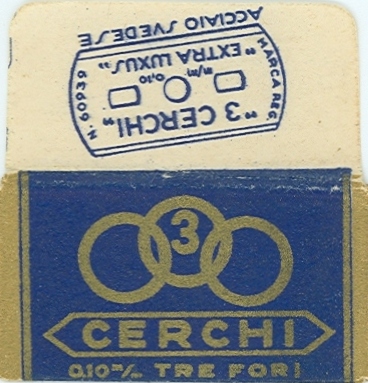 ACCIAIO SVEDESE
"EXTRA LUXUS"
m/m 0,10
N. 60939
MARCA REG
"3 CERCHI"
3
CERCHI
0,10 m/m TRE FORI